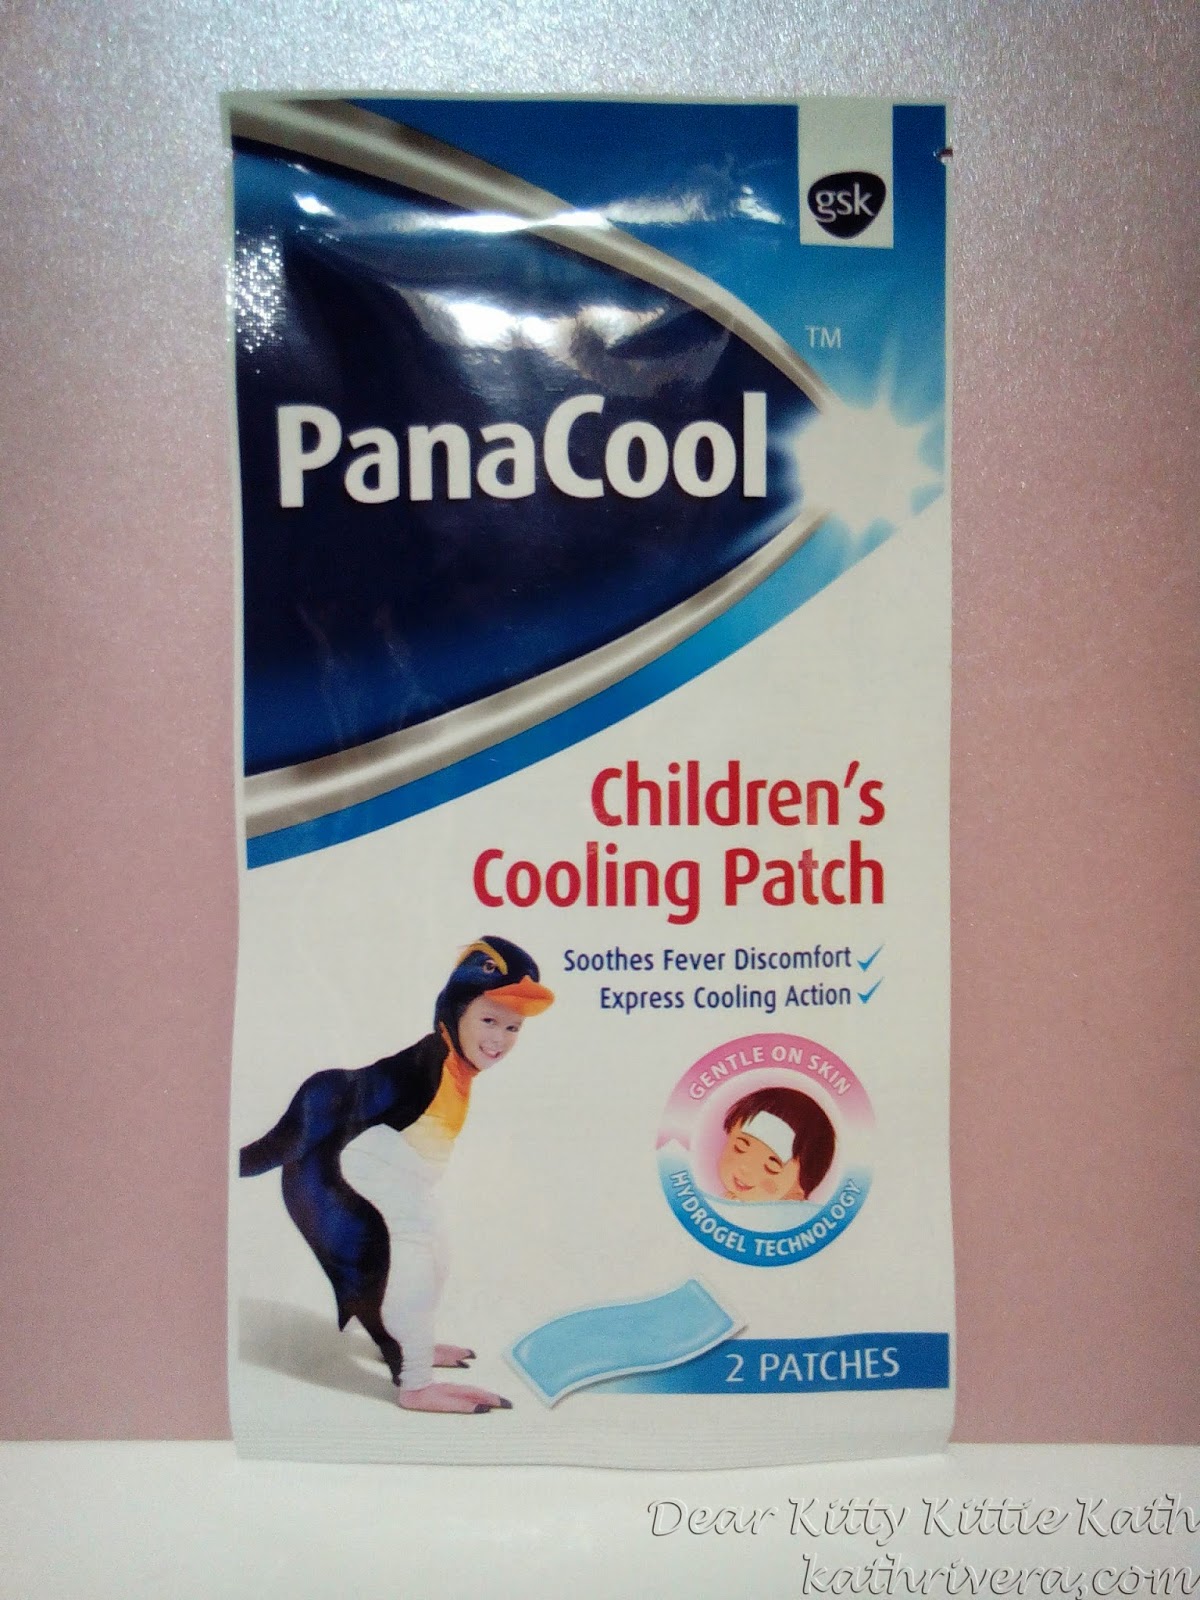 gsk
TM
PanaCool
Children's
Cooling Patch
Soothes Fever Discomfort
Express Cooling Action
GENTLE ON SKIN
HYDROGEL TECHNOLOGY
2 PATCHES
Dear Kitty Kittie Kath
kathrivera.com